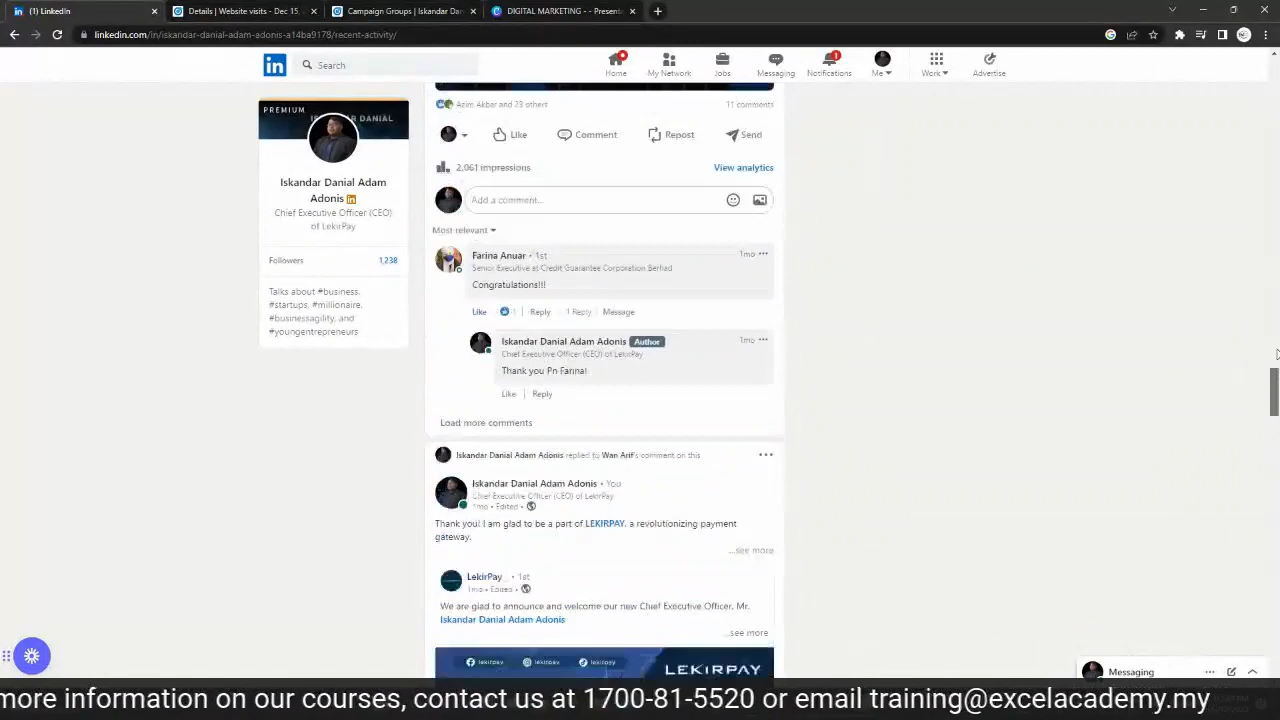 (1) LinkedIn
Details | Website visits - Dec 15,
Campaign Groups | Iskandar Dan
DIGITAL MARKETING - - Present
linkedin.com/in/iskandar-danial-adam-adonis-a14ba9178/recent-activity/
Search
Home
My Network
Jobs
Messaging
1
Notifications
Me
Work
Advertise
PREMIUM
Iskandar Danial Adam
Adonis
Chief Executive Officer (CEO)
of LekirPay
Followers 1,238
Talks about #business,
#startups, #millionaire,
#businessagility, and
#youngentrepreneurs
Azim Akbar and 23 others 11 comments
Like Comment Repost Send
2,061 impressions View analytics
Add a comment...
Most relevant
Farina Anuar • 1st 1mo •••
Senior Executive at Credit Guarantee Corporation Berhad
Congratulations!!!
Like 1 | Reply 1 Reply | Message
Iskandar Danial Adam Adonis Author 1mo •••
Chief Executive Officer (CEO) of LekirPay
Thank you Pn Farina!
Like | Reply
Load more comments
Iskandar Danial Adam Adonis replied to Wan Arif's comment on this
Iskandar Danial Adam Adonis • You
Chief Executive Officer (CEO) of LekirPay
1mo • Edited •
Thank you! I am glad to be a part of LEKIRPAY, a revolutionizing payment
gateway.
...see more
LekirPay _ • 1st
1mo • Edited •
We are glad to announce and welcome our new Chief Executive Officer, Mr.
Iskandar Danial Adam Adonis
...see more
lekirpay lekirpay lekirpay LEKIRPAY
Messaging
more information on our courses, contact us at 1700-81-5520 or email training@excelacademy.my